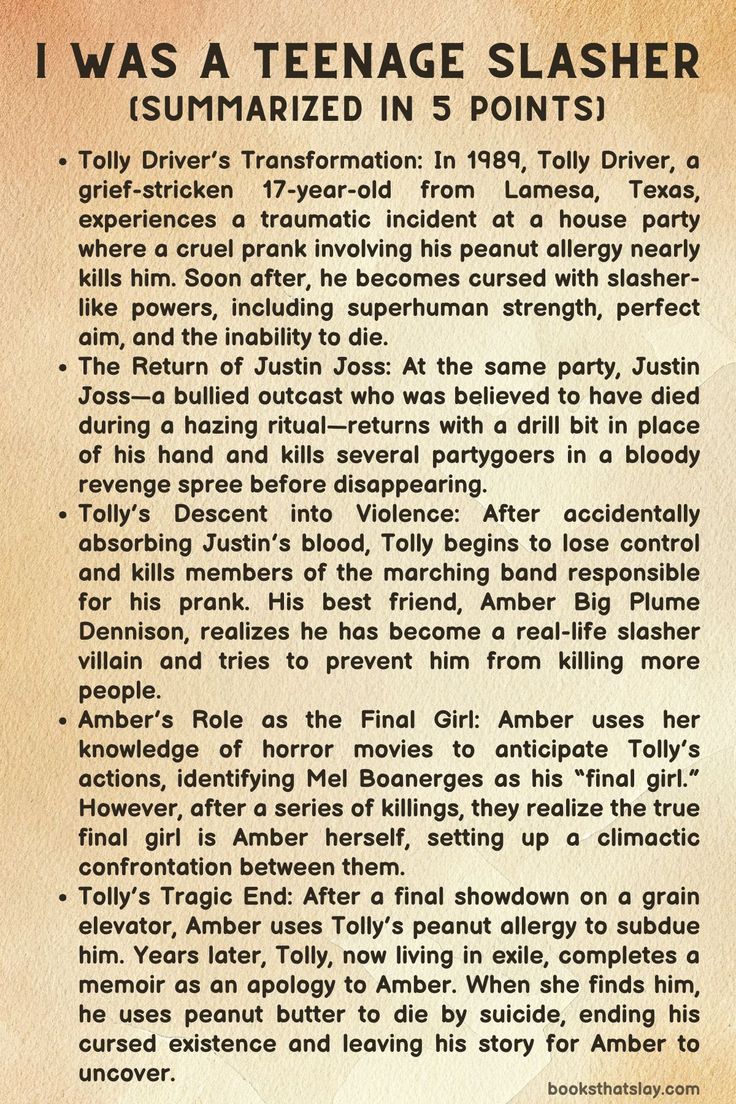 I WAS A TEENAGE SLASHER
(SUMMARIZED IN 5 POINTS)
• Tolly Driver's Transformation: In 1989, Tolly Driver, a
grief-stricken 17-year-old from Lamesa, Texas,
experiences a traumatic incident at a house party
where a cruel prank involving his peanut allergy nearly
kills him. Soon after, he becomes cursed with slasher-
like powers, including superhuman strength, perfect
aim, and the inability to die.
• The Return of Justin Joss: At the same party, Justin
Joss—a bullied outcast who was believed to have died
during a hazing ritual—returns with a drill bit in place
of his hand and kills several partygoers in a bloody
revenge spree before disappearing.
• Tolly's Descent into Violence: After accidentally
absorbing Justin's blood, Tolly begins to lose control
and kills members of the marching band responsible
for his prank. His best friend, Amber Big Plume
Dennison, realizes he has become a real-life slasher
villain and tries to prevent him from killing more
people.
• Amber's Role as the Final Girl: Amber uses her
knowledge of horror movies to anticipate Tolly's
actions, identifying Mel Boanerges as his “final girl.”
However, after a series of killings, they realize the true
final girl is Amber herself, setting up a climactic
confrontation between them.
• Tolly's Tragic End: After a final showdown on a grain
elevator, Amber uses Tolly's peanut allergy to subdue
him. Years later, Tolly, now living in exile, completes a
memoir as an apology to Amber. When she finds him,
he uses peanut butter to die by suicide, ending his
cursed existence and leaving his story for Amber to
uncover.
booksthatslay.com